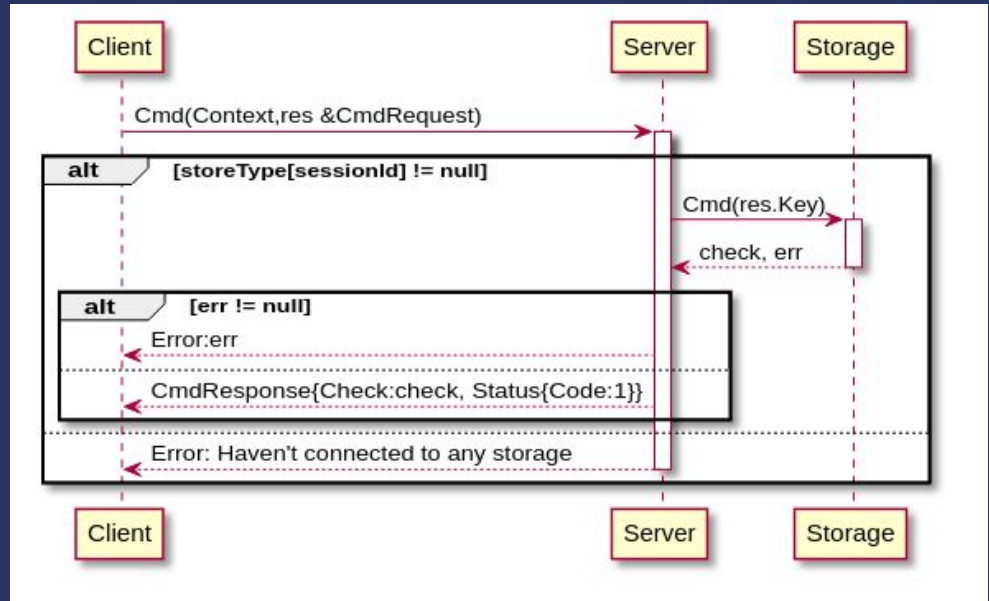 Client Server Storage
Cmd(Context,res &CmdRequest)
alt [storeType[sessionId] != null]
Cmd(res.Key)
check, err
alt [err != null]
Error:err
CmdResponse{Check:check, Status{Code:1}}
Error: Haven't connected to any storage
Client Server Storage